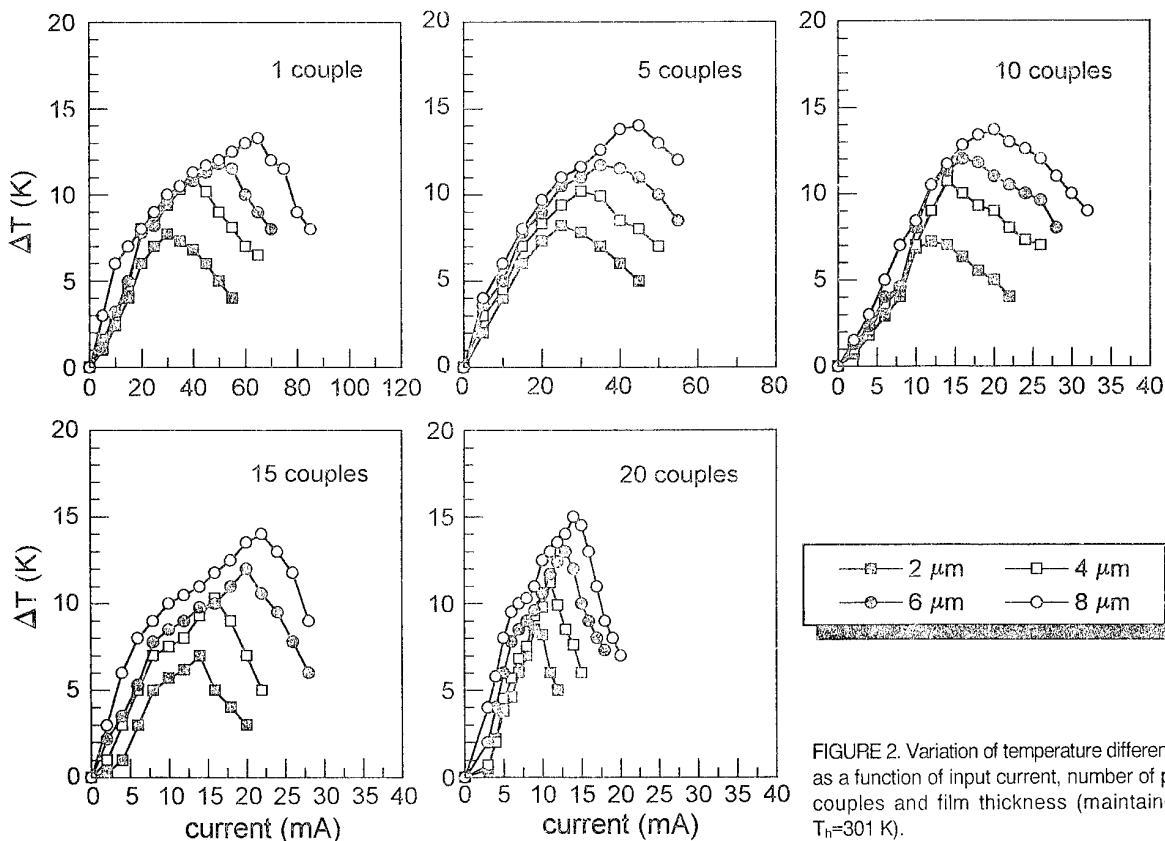 20
15
10
5
0
ΔT (K)
1 couple
0 20 40 60 80 100 120
20
15
10
5
0
5 couples
0 20 40 60 80
20
15
10
5
0
10 couples
0 5 10 15 20 25 30 35 40
20
15
10
5
0
ΔT (K)
15 couples
0 5 10 15 20 25 30 35 40
current (mA)
20
15
10
5
0
20 couples
0 5 10 15 20 25 30 35 40
current (mA)
2 μm 4 μm
6 μm 8 μm
FIGURE 2. Variation of temperature differen
as a function of input current, number of p
couples and film thickness (maintain
Tₕ=301 K).